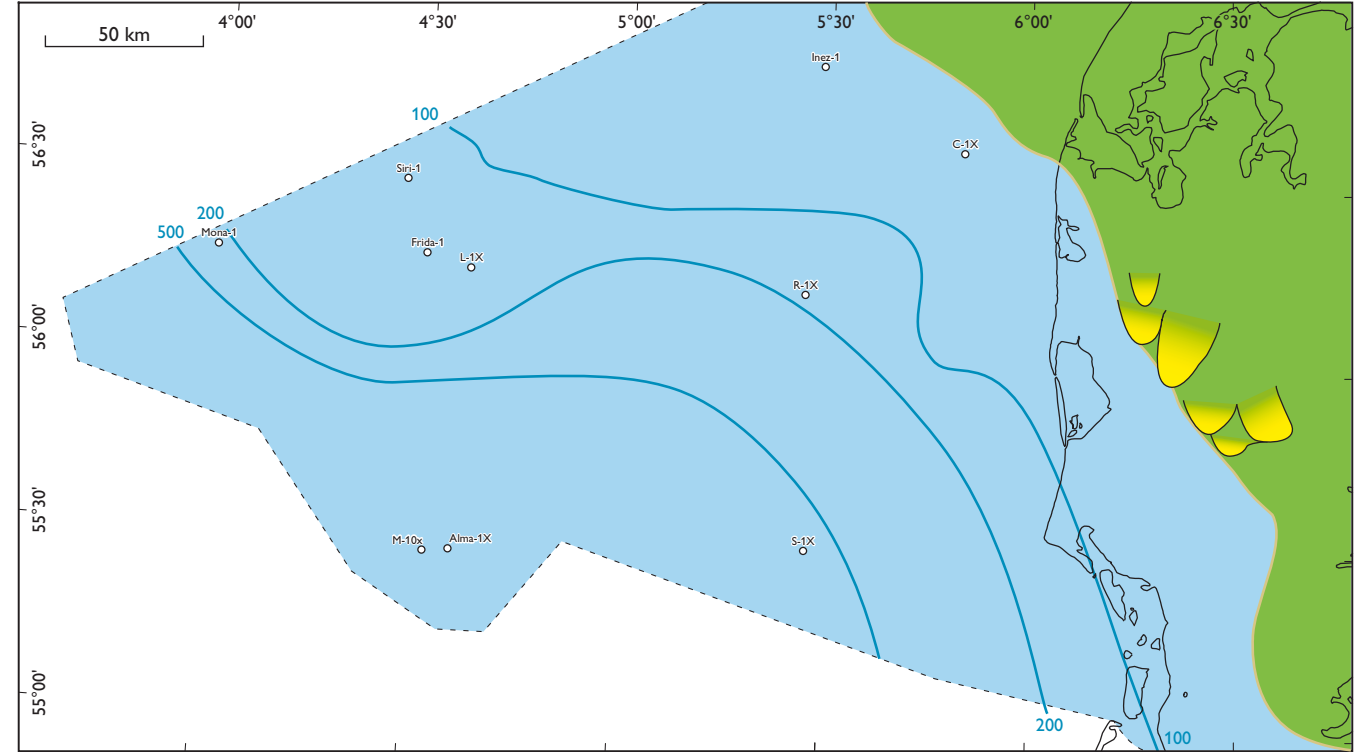 4°00'
4°30'
5°00'
5°30'
6°00'
6°30'
50 km
Inez-1
100
56°30'
C-1X
Siri-1
200
500
Mona-1
Frida-1
L-1X
R-1X
56°00'
55°30'
M-10x
Alma-1X
S-1X
55°00'
200
100